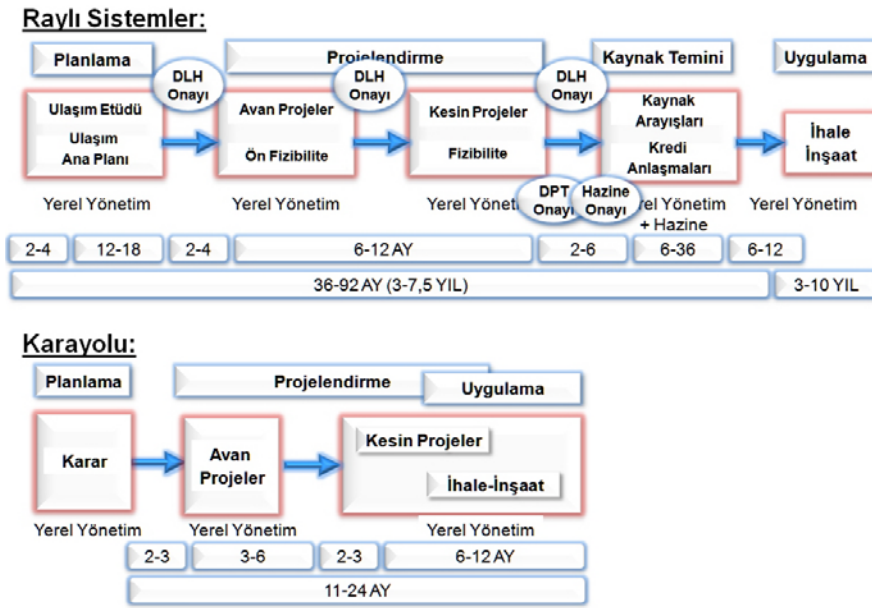 Raylı Sistemler:
Planlama
Projelendirme
Kaynak Temini
Uygulama
DLH
Onayı
DLH
Onayı
DLH
Onayı
Ulaşım Etüdü
Ulaşım
Ana Planı
Avan Projeler
Ön Fizibilite
Kesin Projeler
Fizibilite
Kaynak
Arayışları
Kredi
Anlaşmaları
İhale
İnşaat
DPT
Onayı
Hazine
Onayı
Yerel Yönetim
Yerel Yönetim
Yerel Yönetim
Yerel Yönetim
+ Hazine
Yerel Yönetim
2-4
12-18
2-4
6-12 AY
2-6
6-36
6-12
36-92 AY (3-7,5 YIL)
3-10 YIL
Karayolu:
Planlama
Projelendirme
Uygulama
Karar
Avan
Projeler
Kesin Projeler
İhale-İnşaat
Yerel Yönetim
Yerel Yönetim
Yerel Yönetim
2-3
3-6
2-3
6-12 AY
11-24 AY